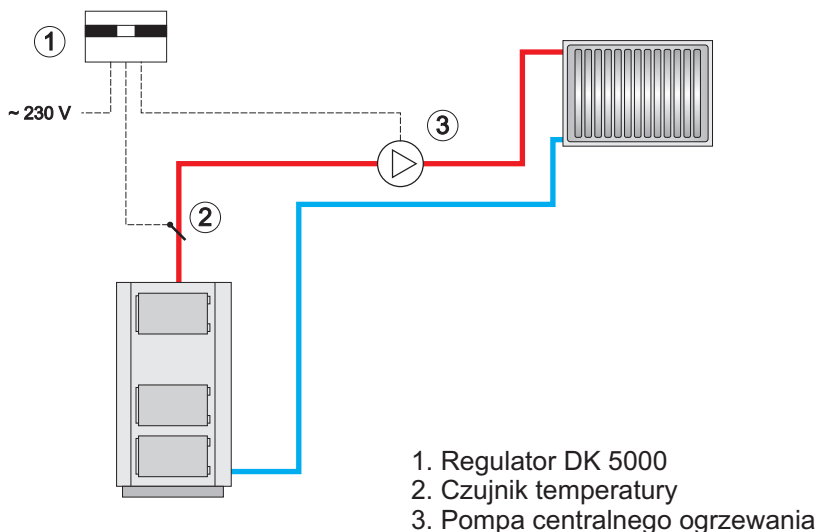 1
~ 230 V
3
2
1. Regulator DK 5000
2. Czujnik temperatury
3. Pompa centralnego ogrzewania